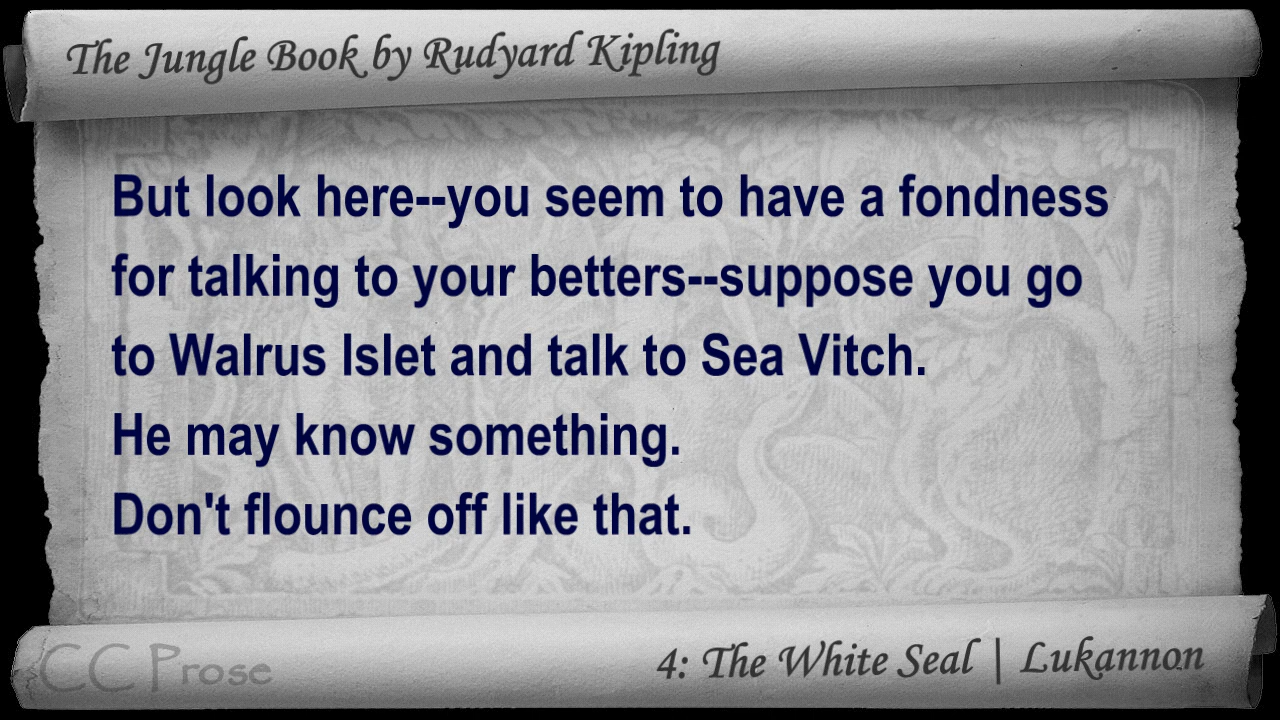 The Jungle Book by Rudyard Kipling
But look here--you seem to have a fondness
for talking to your betters--suppose you go
to Walrus Islet and talk to Sea Vitch.
He may know something.
Don't flounce off like that.
CC Prose
4: The White Seal | Lukannon